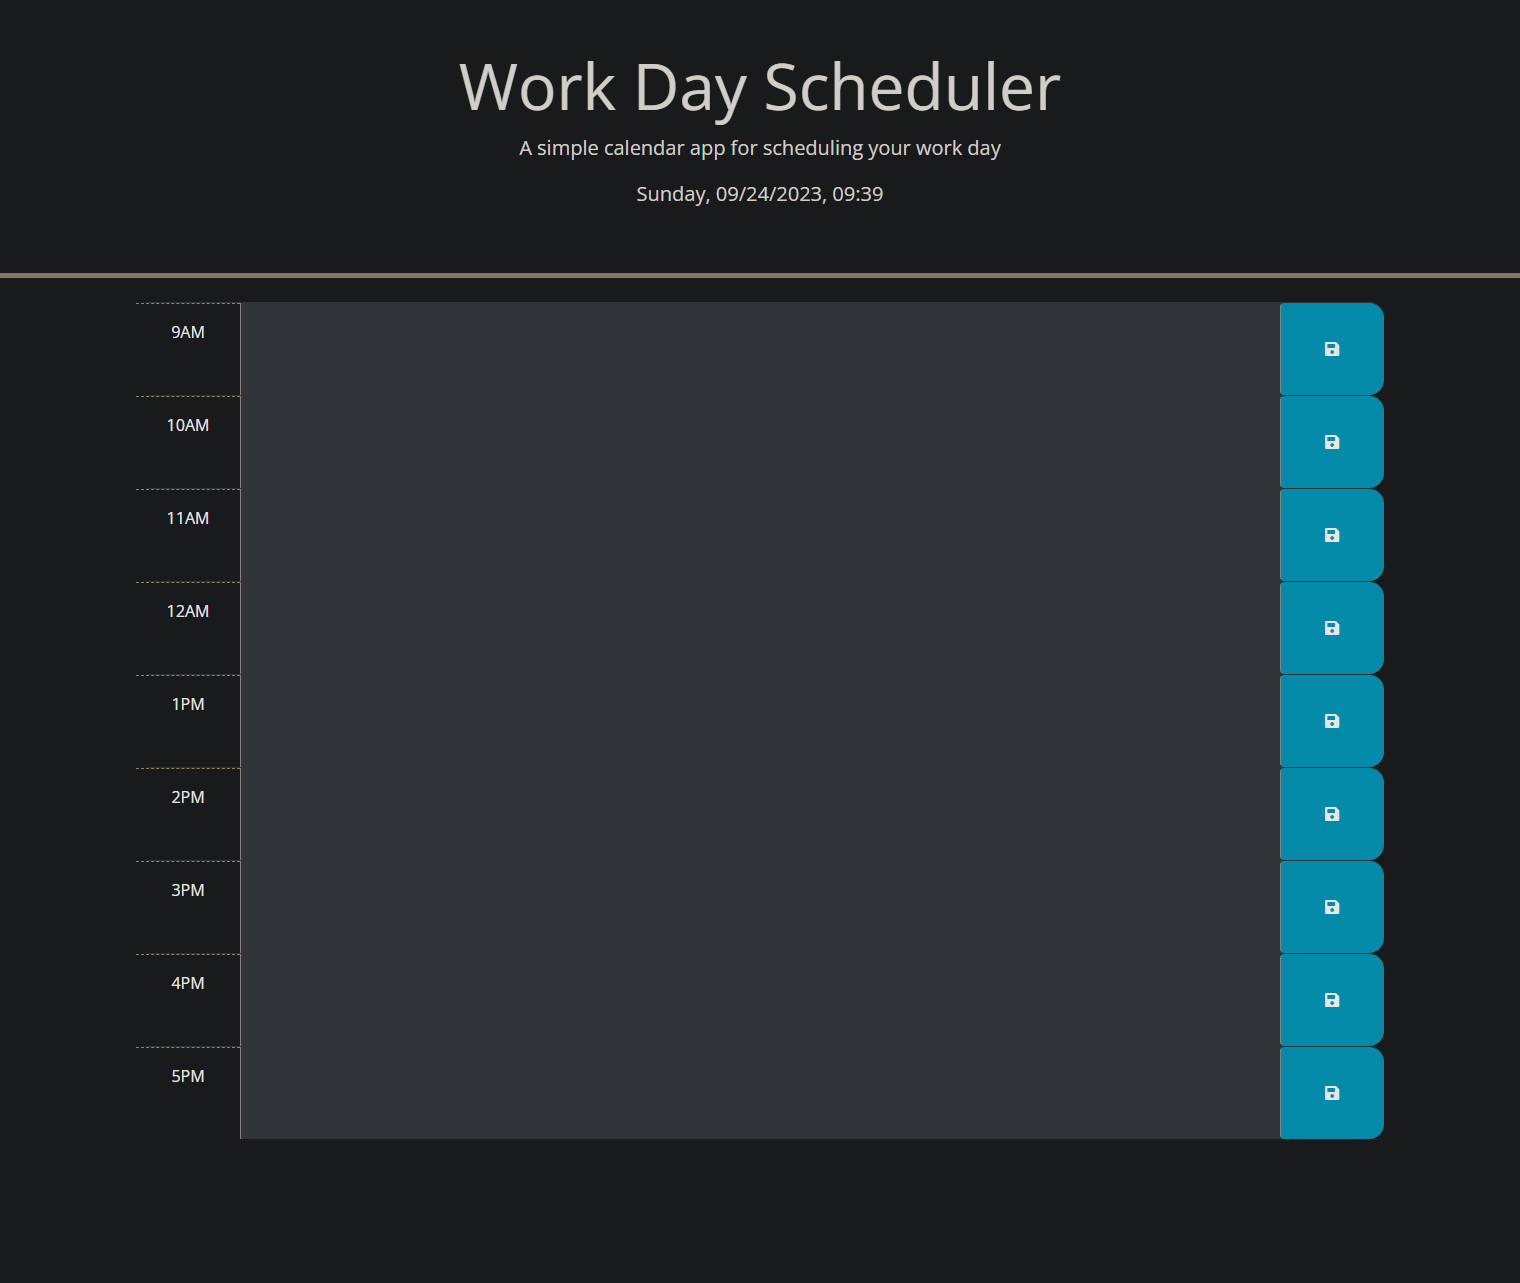 Work Day Scheduler
A simple calendar app for scheduling your work day
Sunday, 09/24/2023, 09:39
9AM
10AM
11AM
12AM
1PM
2PM
3PM
4PM
5PM